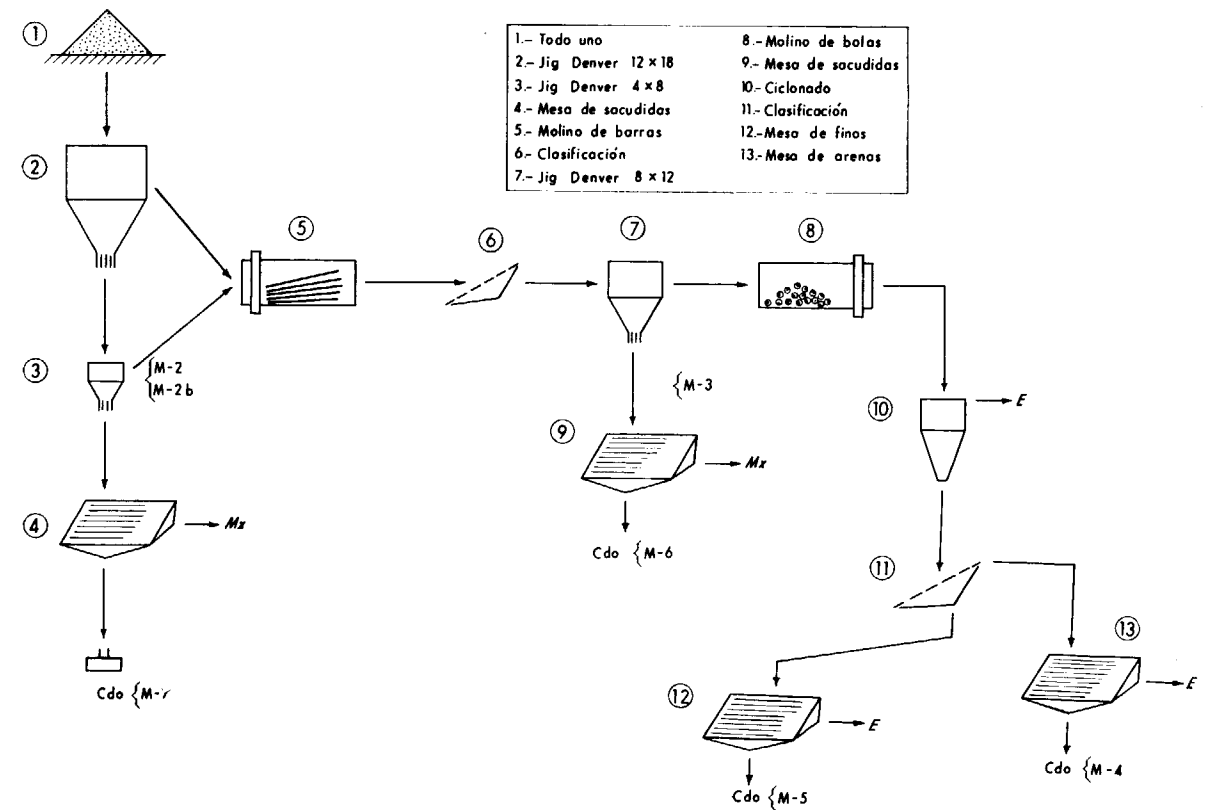 1.- Todo uno
2.- Jig Denver 12 × 18
3.- Jig Denver 4 × 8
4.- Mesa de sacudidas
5.- Molino de barras
6.- Clasificación
7.- Jig Denver 8 × 12
8.- Molino de bolas
9.- Mesa de sacudidas
10.- Ciclonado
11.- Clasificación
12.- Mesa de finos
13.- Mesa de arenas
1
2
5
6
7
8
3
M-2
M-2b
M-3
10
E
9
Mx
4
Mx
Cdo {M-6
11
13
Cdo
12
E
E
Cdo {M-4
Cdo {M-5